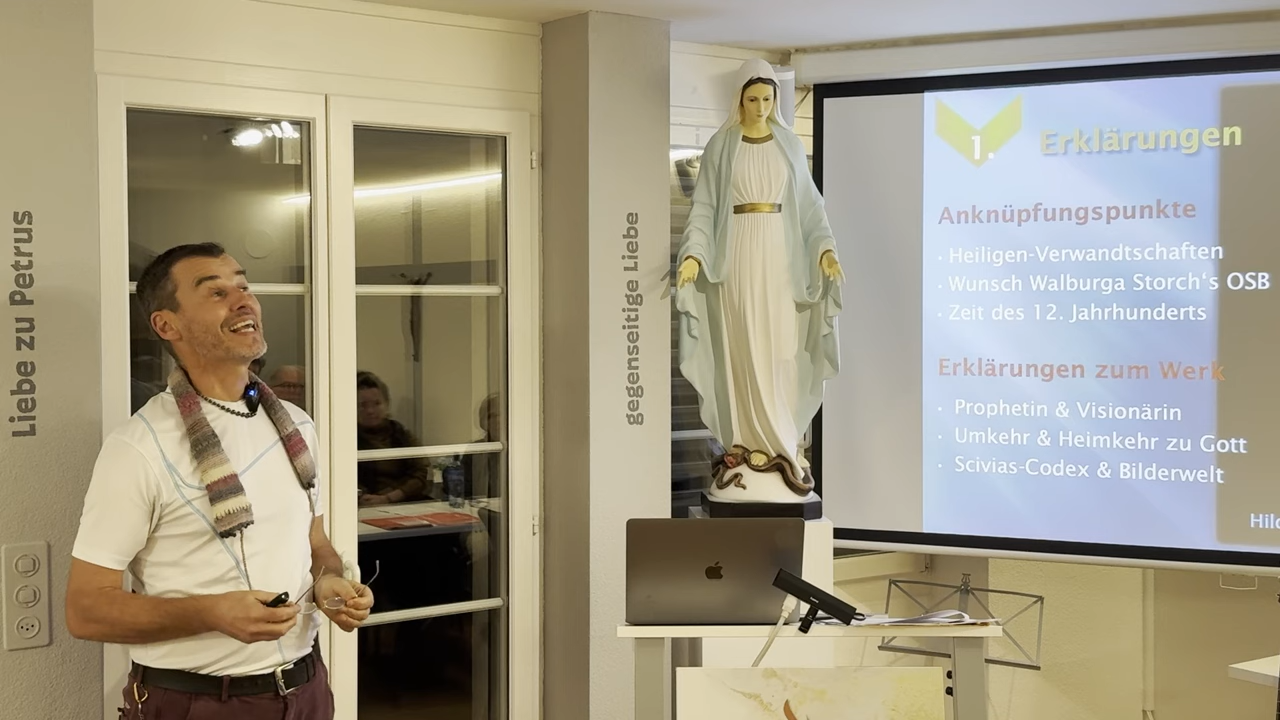 Liebe zu Petrus
gegenseitige Liebe
1. Erklärungen
Anknüpfungspunkte
· Heiligen-Verwandtschaften
· Wunsch Walburga Storch's OSB
· Zeit des 12. Jahrhunderts
Erklärungen zum Werk
· Prophetin & Visionärin
· Umkehr & Heimkehr zu Gott
· Scivias-Codex & Bilderwelt